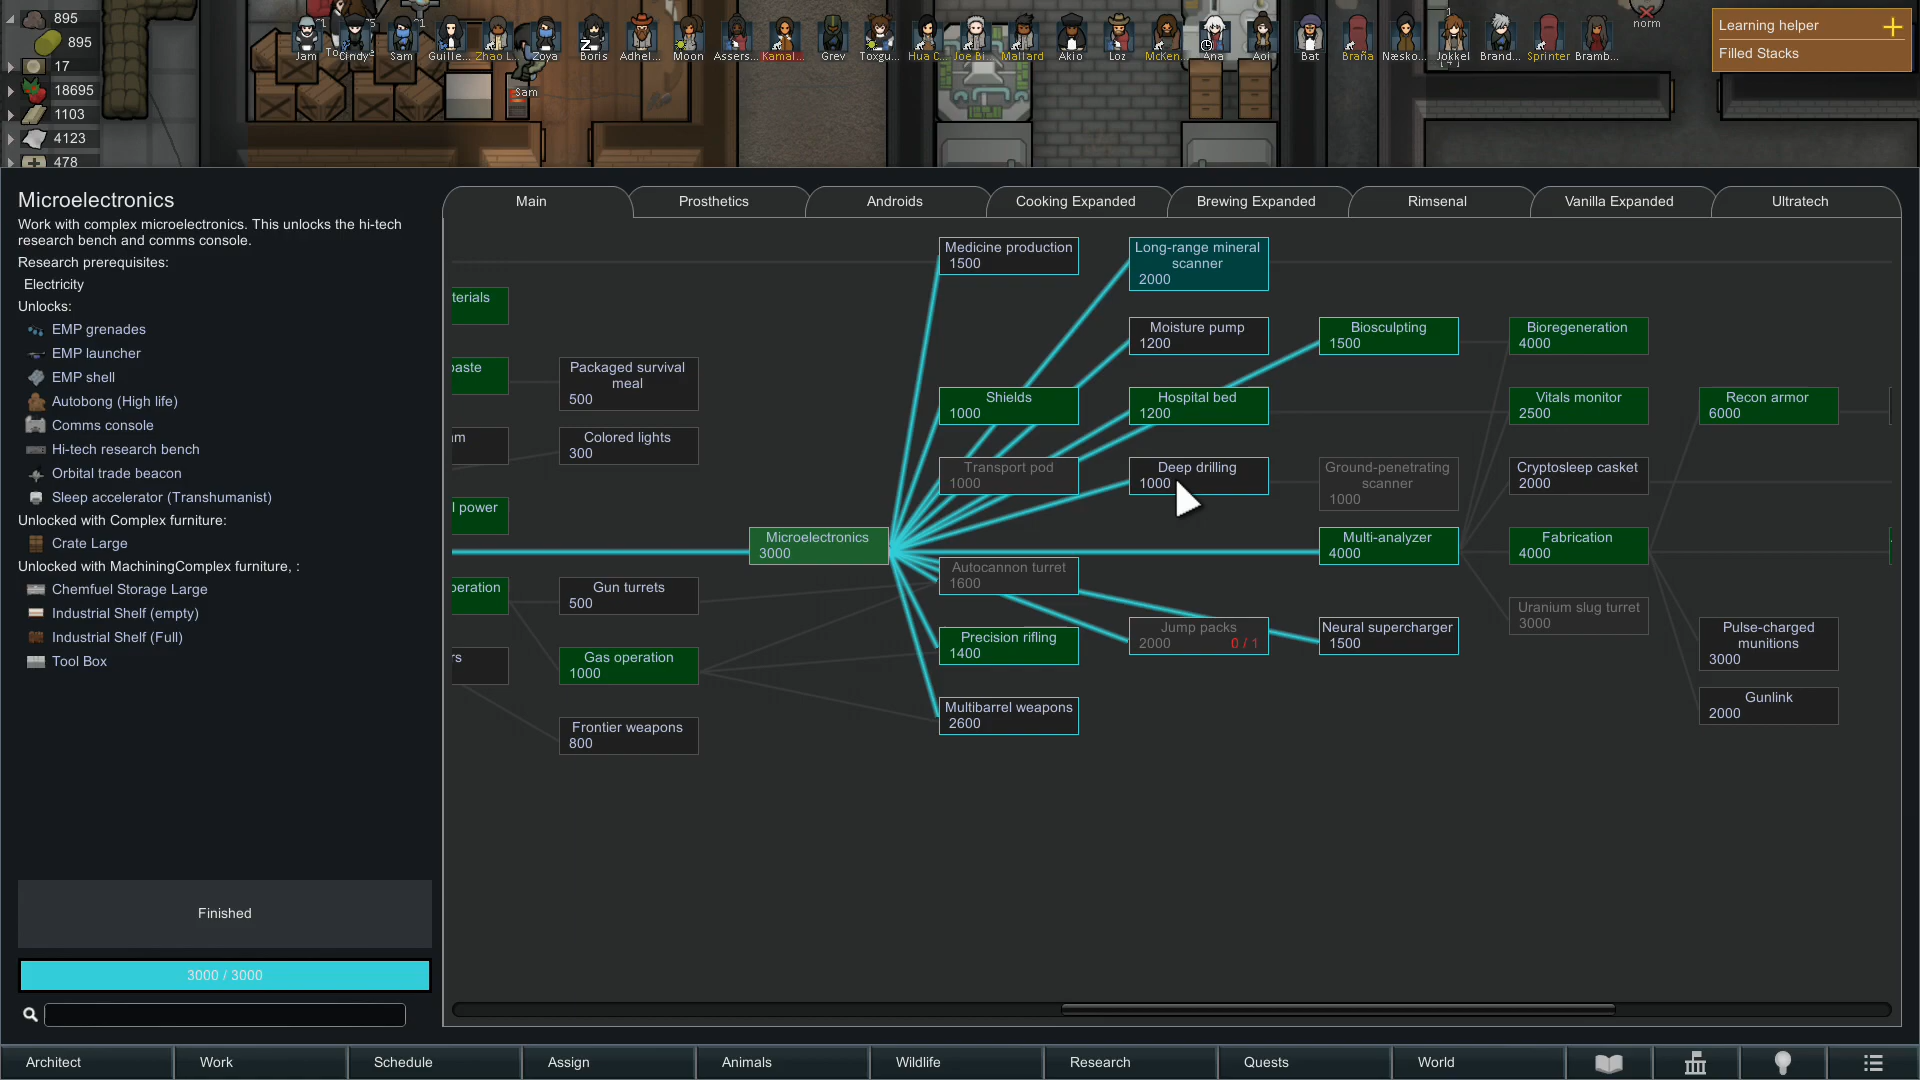 895
895
17
18695
1103
4123
478
Jam
Cindy
Sam
Guille...
Zhao L...
Zoya
Boris
Adhel...
Moon
Assers...
Kamal...
Grev
Toxgu...
Hua C...
Joe Bi...
Mallard
Akio
Loz
McKen...
Ana
Aoi
Bat
Braña
Næsko...
Jokkel
Brand...
Sprinter
Bramb...
norm
Sam
Learning helper
Filled Stacks
Microelectronics
Work with complex microelectronics. This unlocks the hi-tech
research bench and comms console.
Research prerequisites:
Electricity
Unlocks:
EMP grenades
EMP launcher
EMP shell
Autobong (High life)
Comms console
Hi-tech research bench
Orbital trade beacon
Sleep accelerator (Transhumanist)
Unlocked with Complex furniture:
Crate Large
Unlocked with MachiningComplex furniture, :
Chemfuel Storage Large
Industrial Shelf (empty)
Industrial Shelf (Full)
Tool Box
Finished
3000 / 3000
Main
Prosthetics
Androids
Cooking Expanded
Brewing Expanded
Rimsenal
Vanilla Expanded
Ultratech
terials
paste
m
l power
peration
rs
Packaged survival
meal
500
Colored lights
300
Gun turrets
500
Gas operation
1000
Frontier weapons
800
Microelectronics
3000
Medicine production
1500
Shields
1000
Transport pod
1000
Autocannon turret
1600
Precision rifling
1400
Multibarrel weapons
2600
Long-range mineral
scanner
2000
Moisture pump
1200
Hospital bed
1200
Deep drilling
1000
Jump packs
2000 0 / 1
Biosculpting
1500
Ground-penetrating
scanner
1000
Multi-analyzer
4000
Neural supercharger
1500
Bioregeneration
4000
Vitals monitor
2500
Cryptosleep casket
2000
Fabrication
4000
Uranium slug turret
3000
Recon armor
6000
Pulse-charged
munitions
3000
Gunlink
2000
Architect
Work
Schedule
Assign
Animals
Wildlife
Research
Quests
World